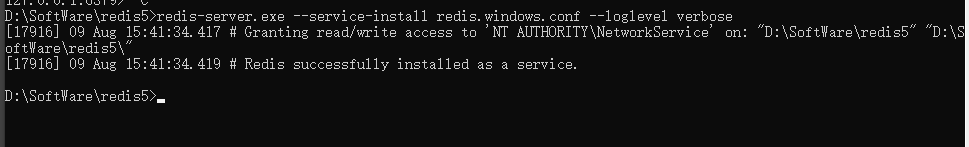 D:\SoftWare\redis5>redis-server.exe --service-install redis.windows.conf --loglevel verbose
[17916] 09 Aug 15:41:34.417 # Granting read/write access to 'NT AUTHORITY\NetworkService' on: "D:\SoftWare\redis5" "D:\S
oftWare\redis5\"
[17916] 09 Aug 15:41:34.419 # Redis successfully installed as a service.
D:\SoftWare\redis5>